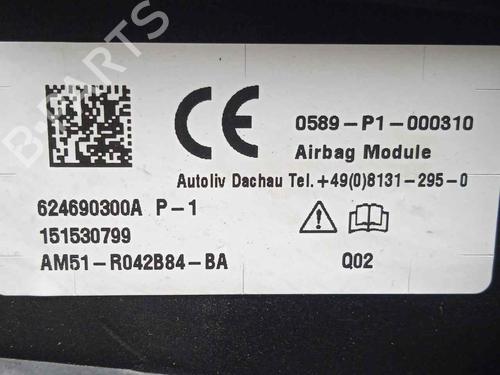 B-PARTS
CE
0589-P1-000310
Airbag Module
Autoliv Dachau Tel.+49(0)8131-295-0
624690300A P-1
151530799
AM51-R042B84-BA
Q02